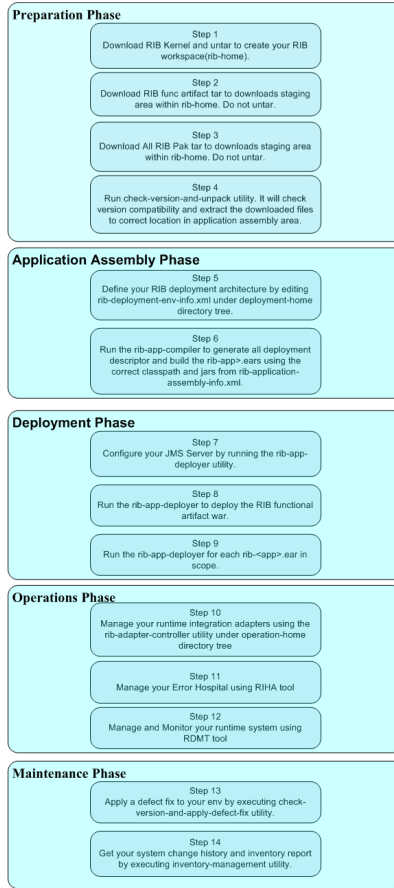 Preparation Phase
Step 1
Download RIB Kernel and untar to create your RIB
workspace(rib-home).
Step 2
Download RIB func artifact tar to downloads staging
area within rib-home. Do not untar.
Step 3
Download All RIB Pak tar to downloads staging area
within rib-home. Do not untar.
Step 4
Run check-version-and-unpack utility. It will check
version compatibility and extract the downloaded files
to correct location in application assembly area.
Application Assembly Phase
Step 5
Define your RIB deployment architecture by editing
rib-deployment-env-info.xml under deployment-home
directory tree.
Step 6
Run the rib-app-compiler to generate all deployment
descriptor and build the rib-app>.ears using the
correct classpath and jars from rib-application-
assembly-info.xml.
Deployment Phase
Step 7
Configure your JMS Server by running the rib-app-
deployer utility.
Step 8
Run the rib-app-deployer to deploy the RIB functional
artifact war.
Step 9
Run the rib-app-deployer for each rib-<app>.ear in
scope.
Operations Phase
Step 10
Manage your runtime integration adapters using the
rib-adapter-controller utility under operation-home
directory tree
Step 11
Manage your Error Hospital using RIHA tool
Step 12
Manage and Monitor your runtime system using
RDMT tool
Maintenance Phase
Step 13
Apply a defect fix to your env by executing check-
version-and-apply-defect-fix utility.
Step 14
Get your system change history and inventory report
by executing inventory-management utility.